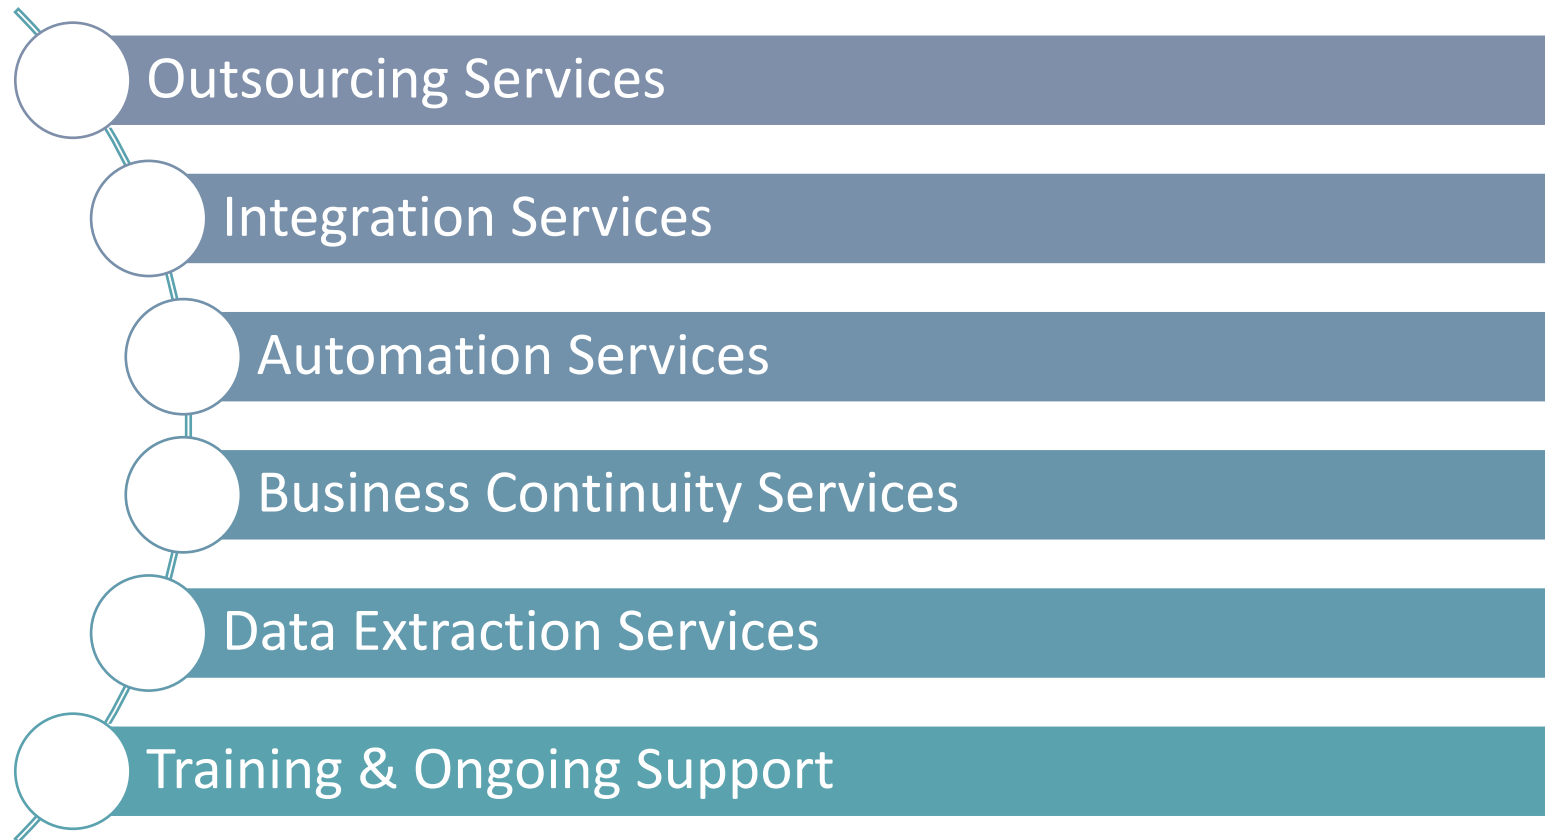 Outsourcing Services
Integration Services
Automation Services
Business Continuity Services
Data Extraction Services
Training & Ongoing Support